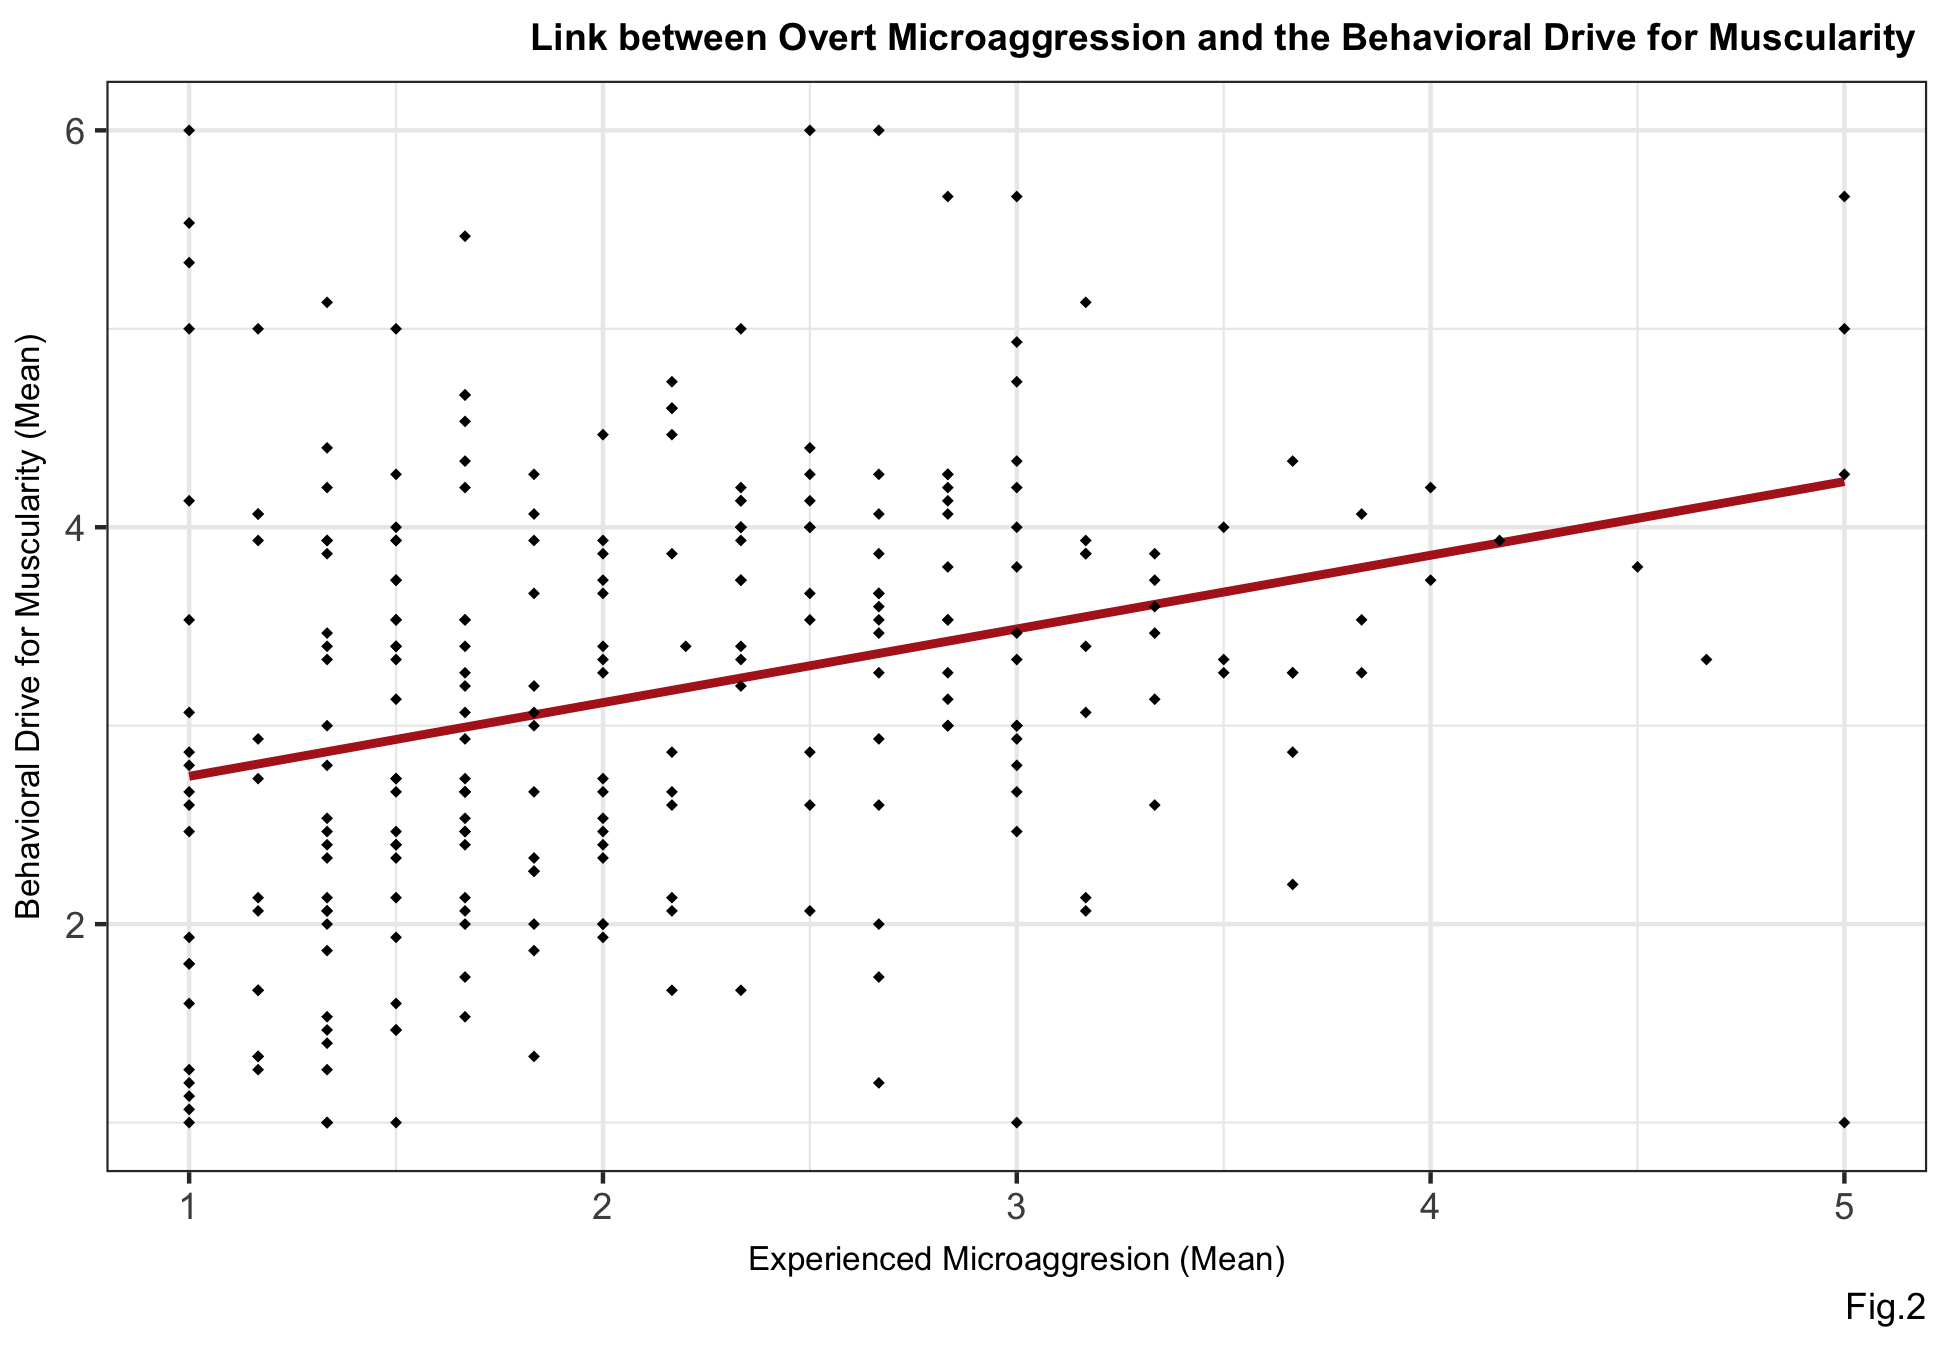 Link between Overt Microaggression and the Behavioral Drive for Muscularity
Behavioral Drive for Muscularity (Mean)
6
4
2
1 2 3 4 5
Experienced Microaggresion (Mean)
Fig.2